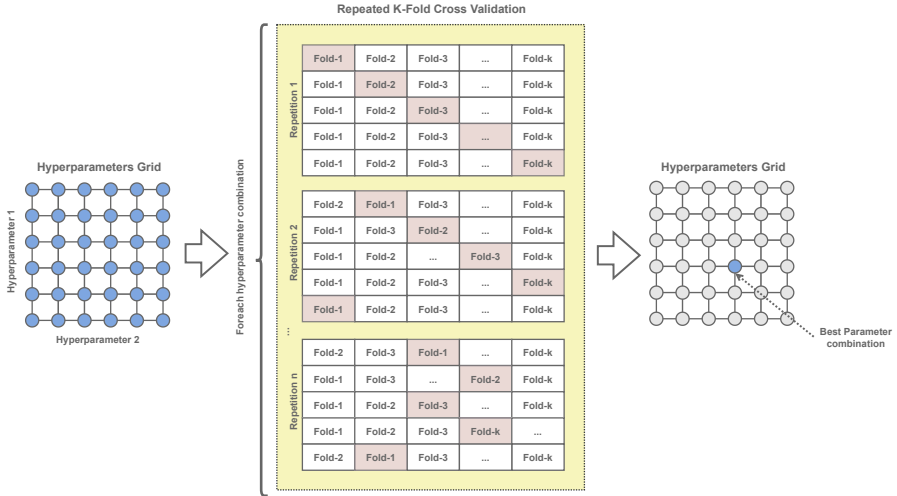 Repeated K-Fold Cross Validation
Hyperparameters Grid
Hyperparameter 1
Hyperparameter 2
Foreach hyperparameter combination
Repetition 1
Fold-1 Fold-2 Fold-3 ... Fold-k
Fold-1 Fold-2 Fold-3 ... Fold-k
Fold-1 Fold-2 Fold-3 ... Fold-k
Fold-1 Fold-2 Fold-3 ... Fold-k
Fold-1 Fold-2 Fold-3 ... Fold-k
Repetition 2
Fold-2 Fold-1 Fold-3 ... Fold-k
Fold-1 Fold-3 Fold-2 ... Fold-k
Fold-1 Fold-2 ... Fold-3 Fold-k
Fold-1 Fold-2 Fold-3 ... Fold-k
Fold-1 Fold-2 Fold-3 ... Fold-k
...
Repetition n
Fold-2 Fold-3 Fold-1 ... Fold-k
Fold-1 Fold-3 ... Fold-2 Fold-k
Fold-1 Fold-2 Fold-3 ... Fold-k
Fold-1 Fold-2 Fold-3 Fold-k ...
Fold-2 Fold-1 Fold-3 ... Fold-k
Hyperparameters Grid
Best Parameter
combination